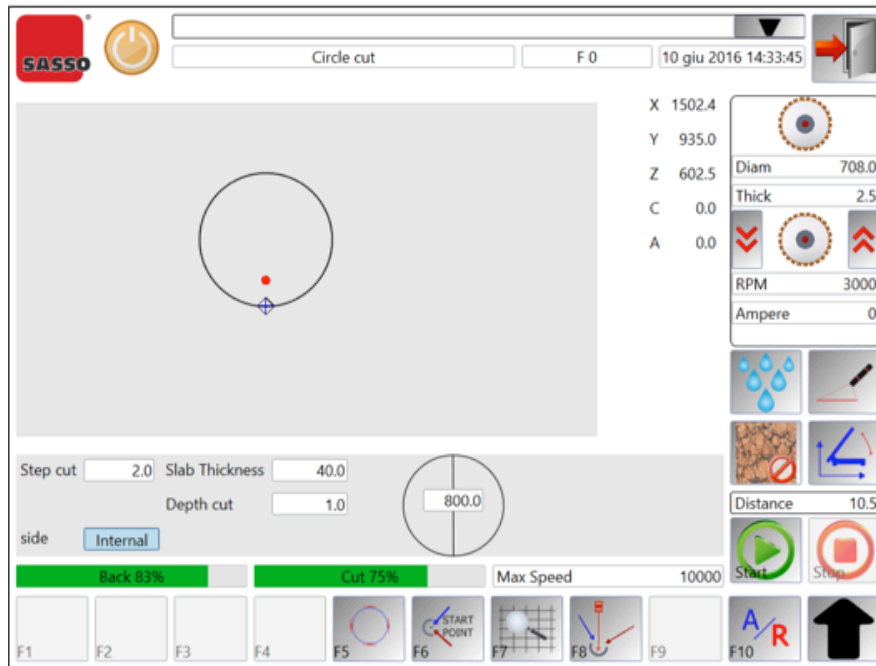 SASSO
Circle cut
F 0
10 giu 2016 14:33:45
X 1502.4
Y 935.0
Z 602.5
C 0.0
A 0.0
Diam 708.0
Thick 2.5
RPM 3000
Ampere 0
Step cut 2.0 Slab Thickness 40.0
Depth cut 1.0
800.0
side Internal
Distance 10.5
Start
Stop
Back 83%
Cut 75%
Max Speed 10000
F1
F2
F3
F4
F5
START
POINT
F6
F7
F8
F9
A/R
F10